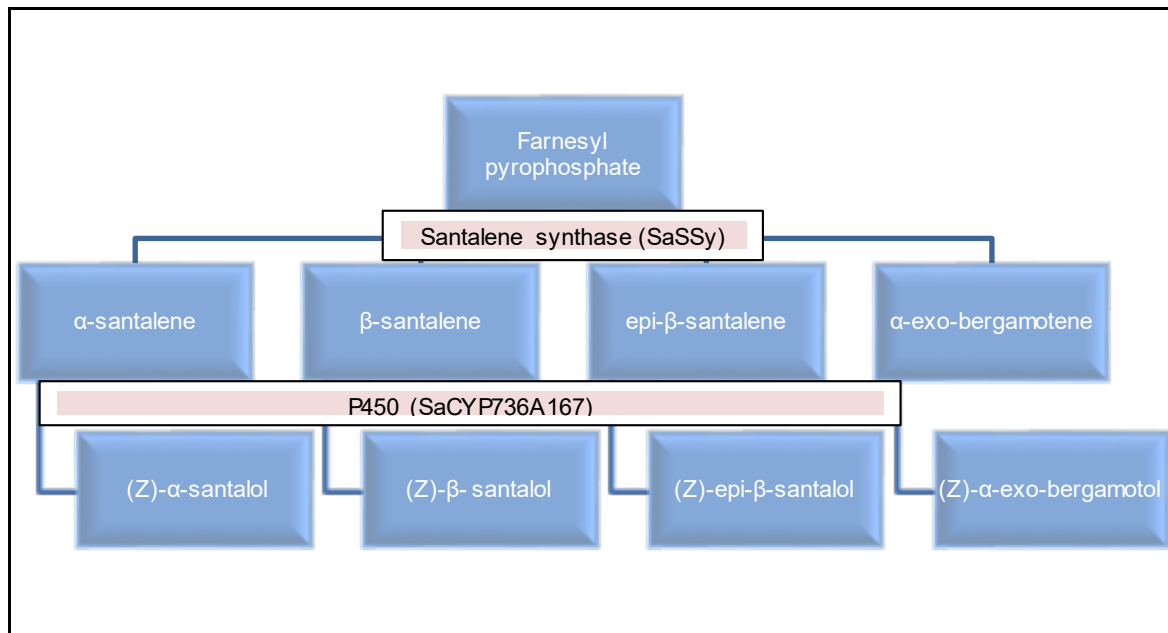 Farnesyl
pyrophosphate
Santalene synthase (SaSSy)
α-santalene
β-santalene
epi-β-santalene
α-exo-bergamotene
P450 (SaCYP736A167)
(Z)-α-santalol
(Z)-β- santalol
(Z)-epi-β-santalol
(Z)-α-exo-bergamotol